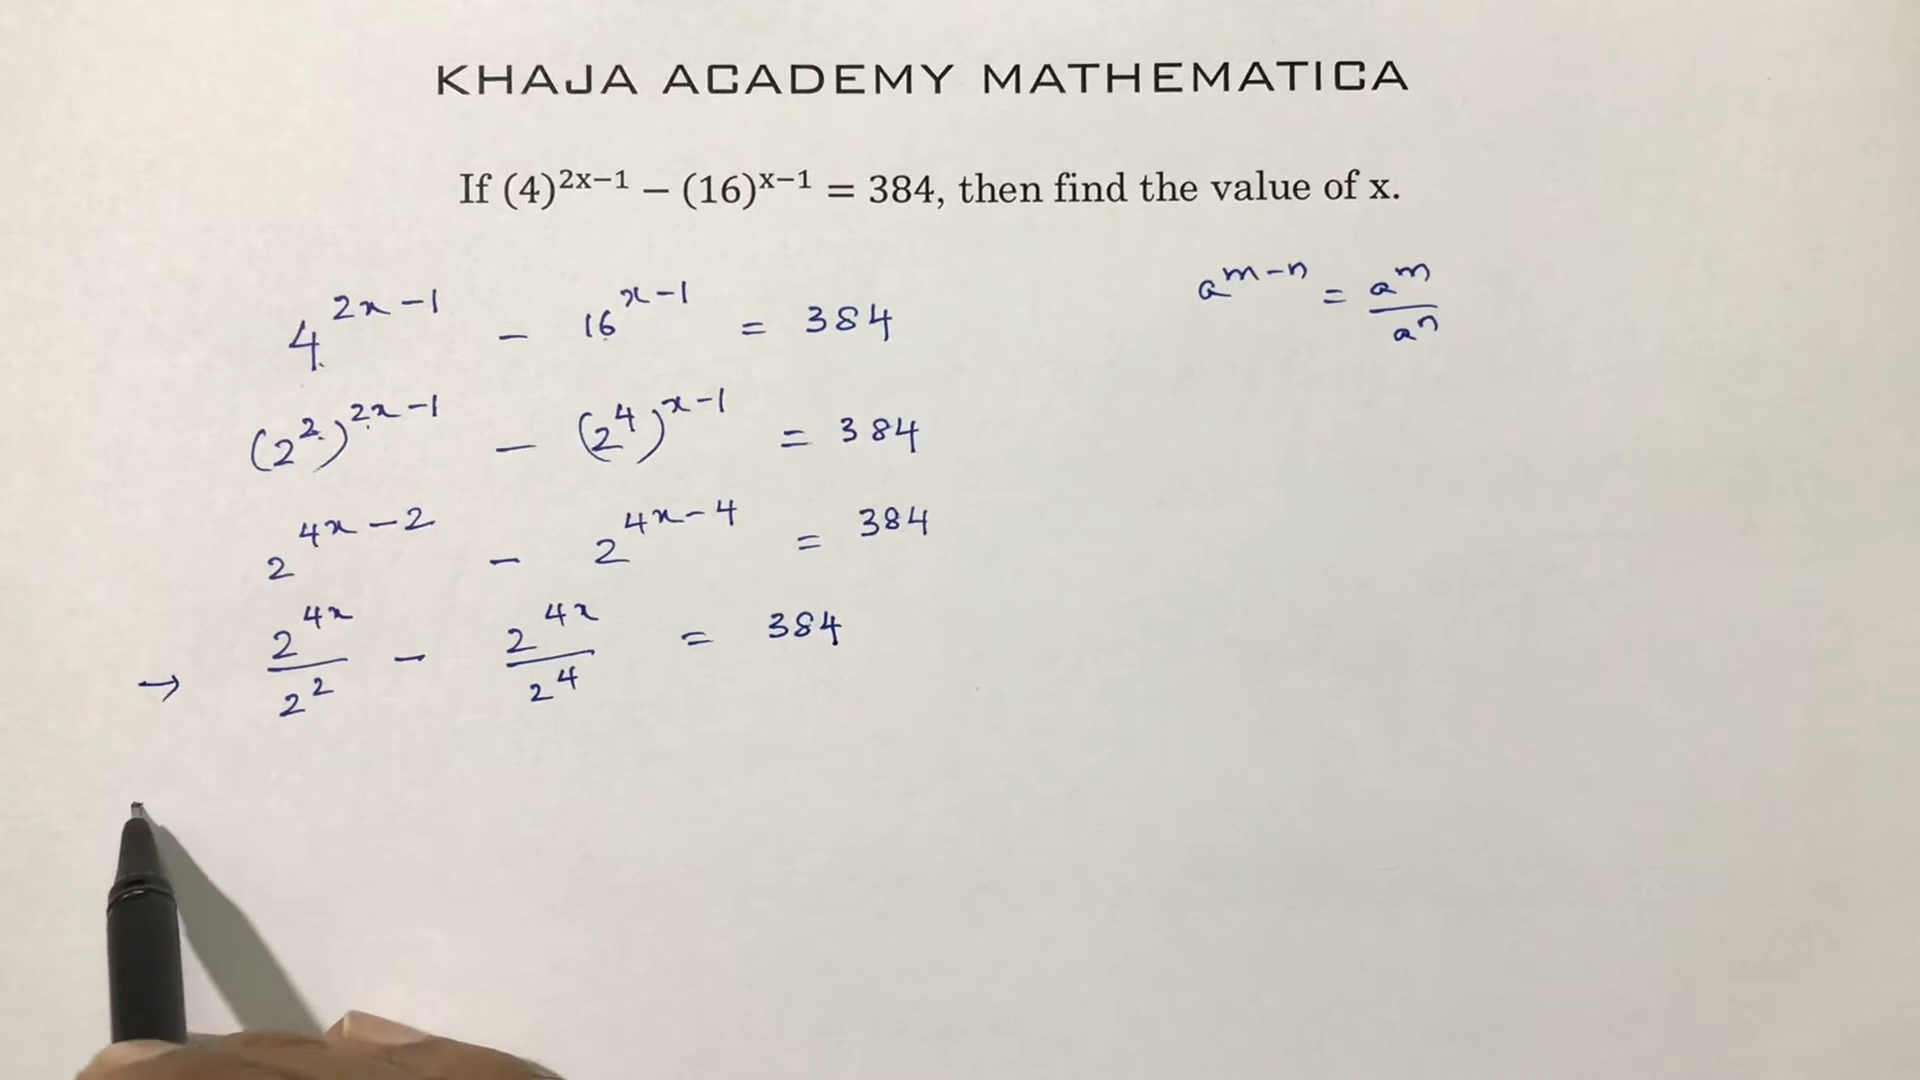 KHAJA ACADEMY MATHEMATICA
If (4)^{2x−1} − (16)^{x−1} = 384, then find the value of x.
4^{2x−1} − 16^{x−1} = 384
a^{m−n} = a^m / a^n
(2^2)^{2x−1} − (2^4)^{x−1} = 384
2^{4x−2} − 2^{4x−4} = 384
→ 2^{4x} / 2^2 − 2^{4x} / 2^4 = 384